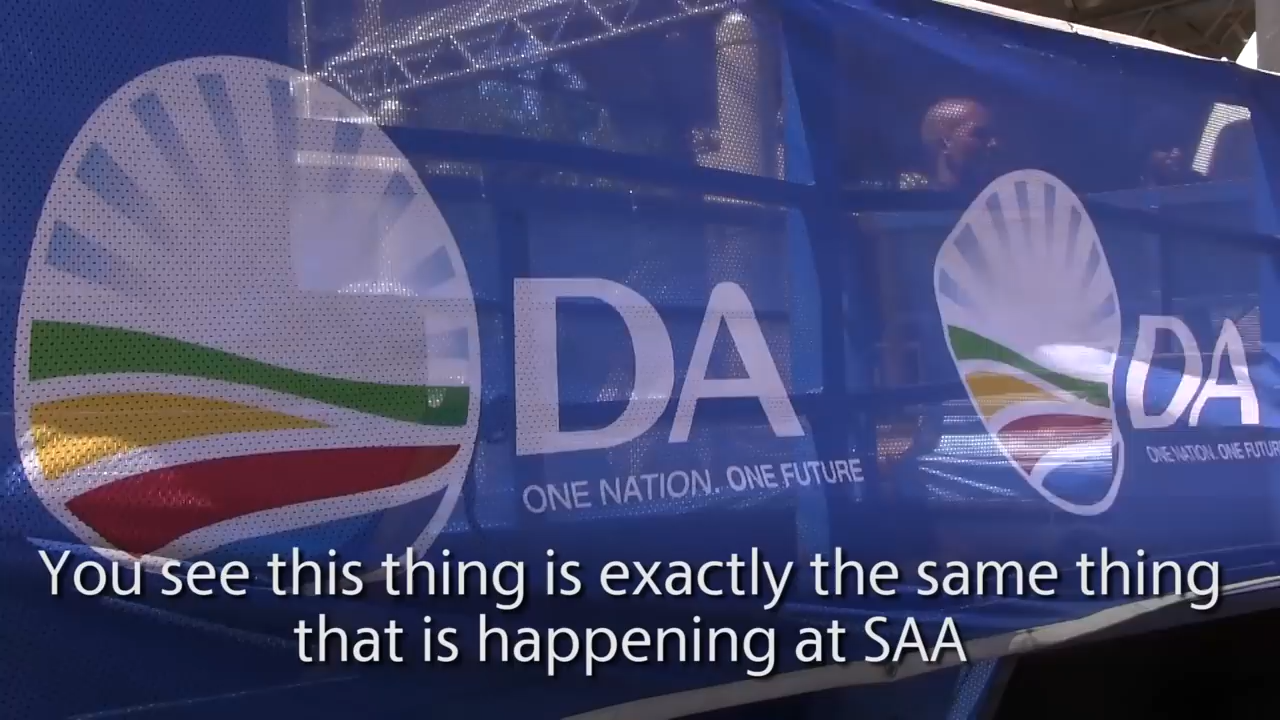 DA
ONE NATION. ONE FUTURE
DA
ONE NATION. ONE FUTUR
You see this thing is exactly the same thing
that is happening at SAA